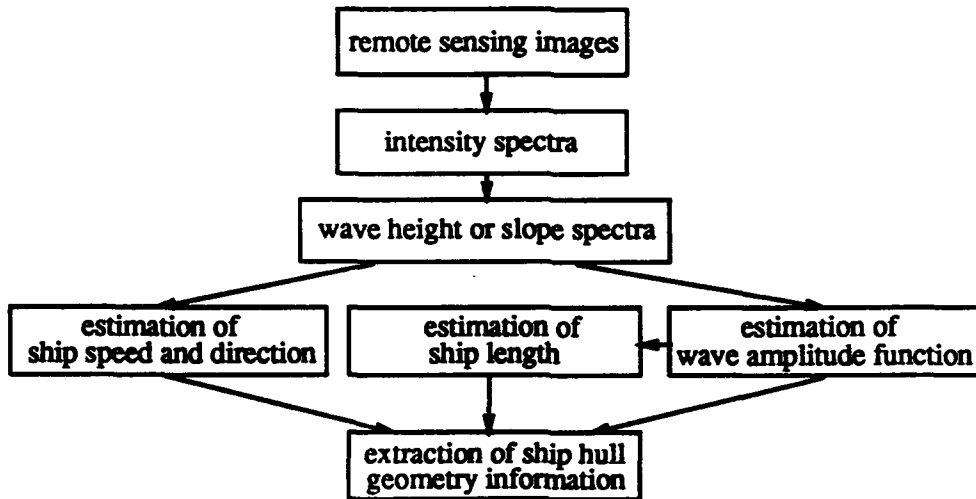 remote sensing images
intensity spectra
wave height or slope spectra
estimation of
ship speed and direction
estimation of
ship length
estimation of
wave amplitude function
extraction of ship hull
geometry information